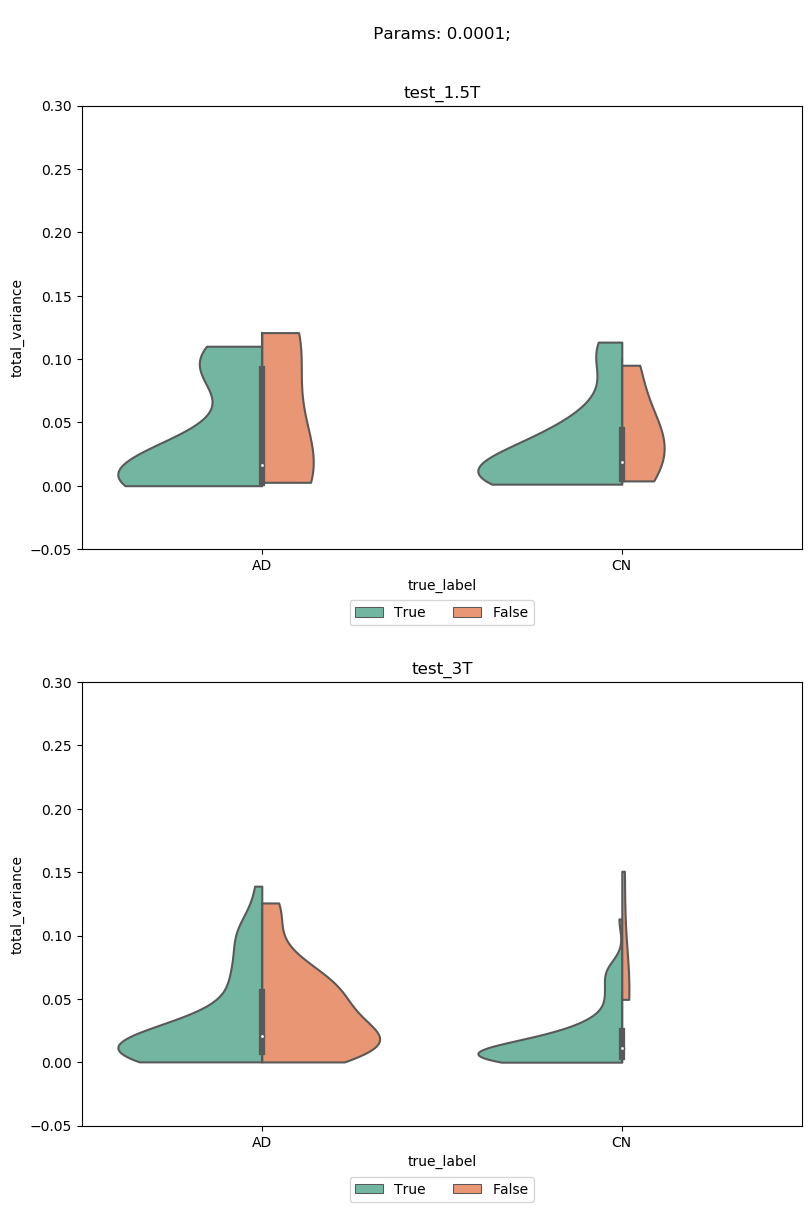 Params: 0.0001;
test_1.5T
0.30
0.25
0.20
0.15
0.10
0.05
0.00
−0.05
total_variance
AD CN
true_label
True False
test_3T
0.30
0.25
0.20
0.15
0.10
0.05
0.00
−0.05
total_variance
AD CN
true_label
True False